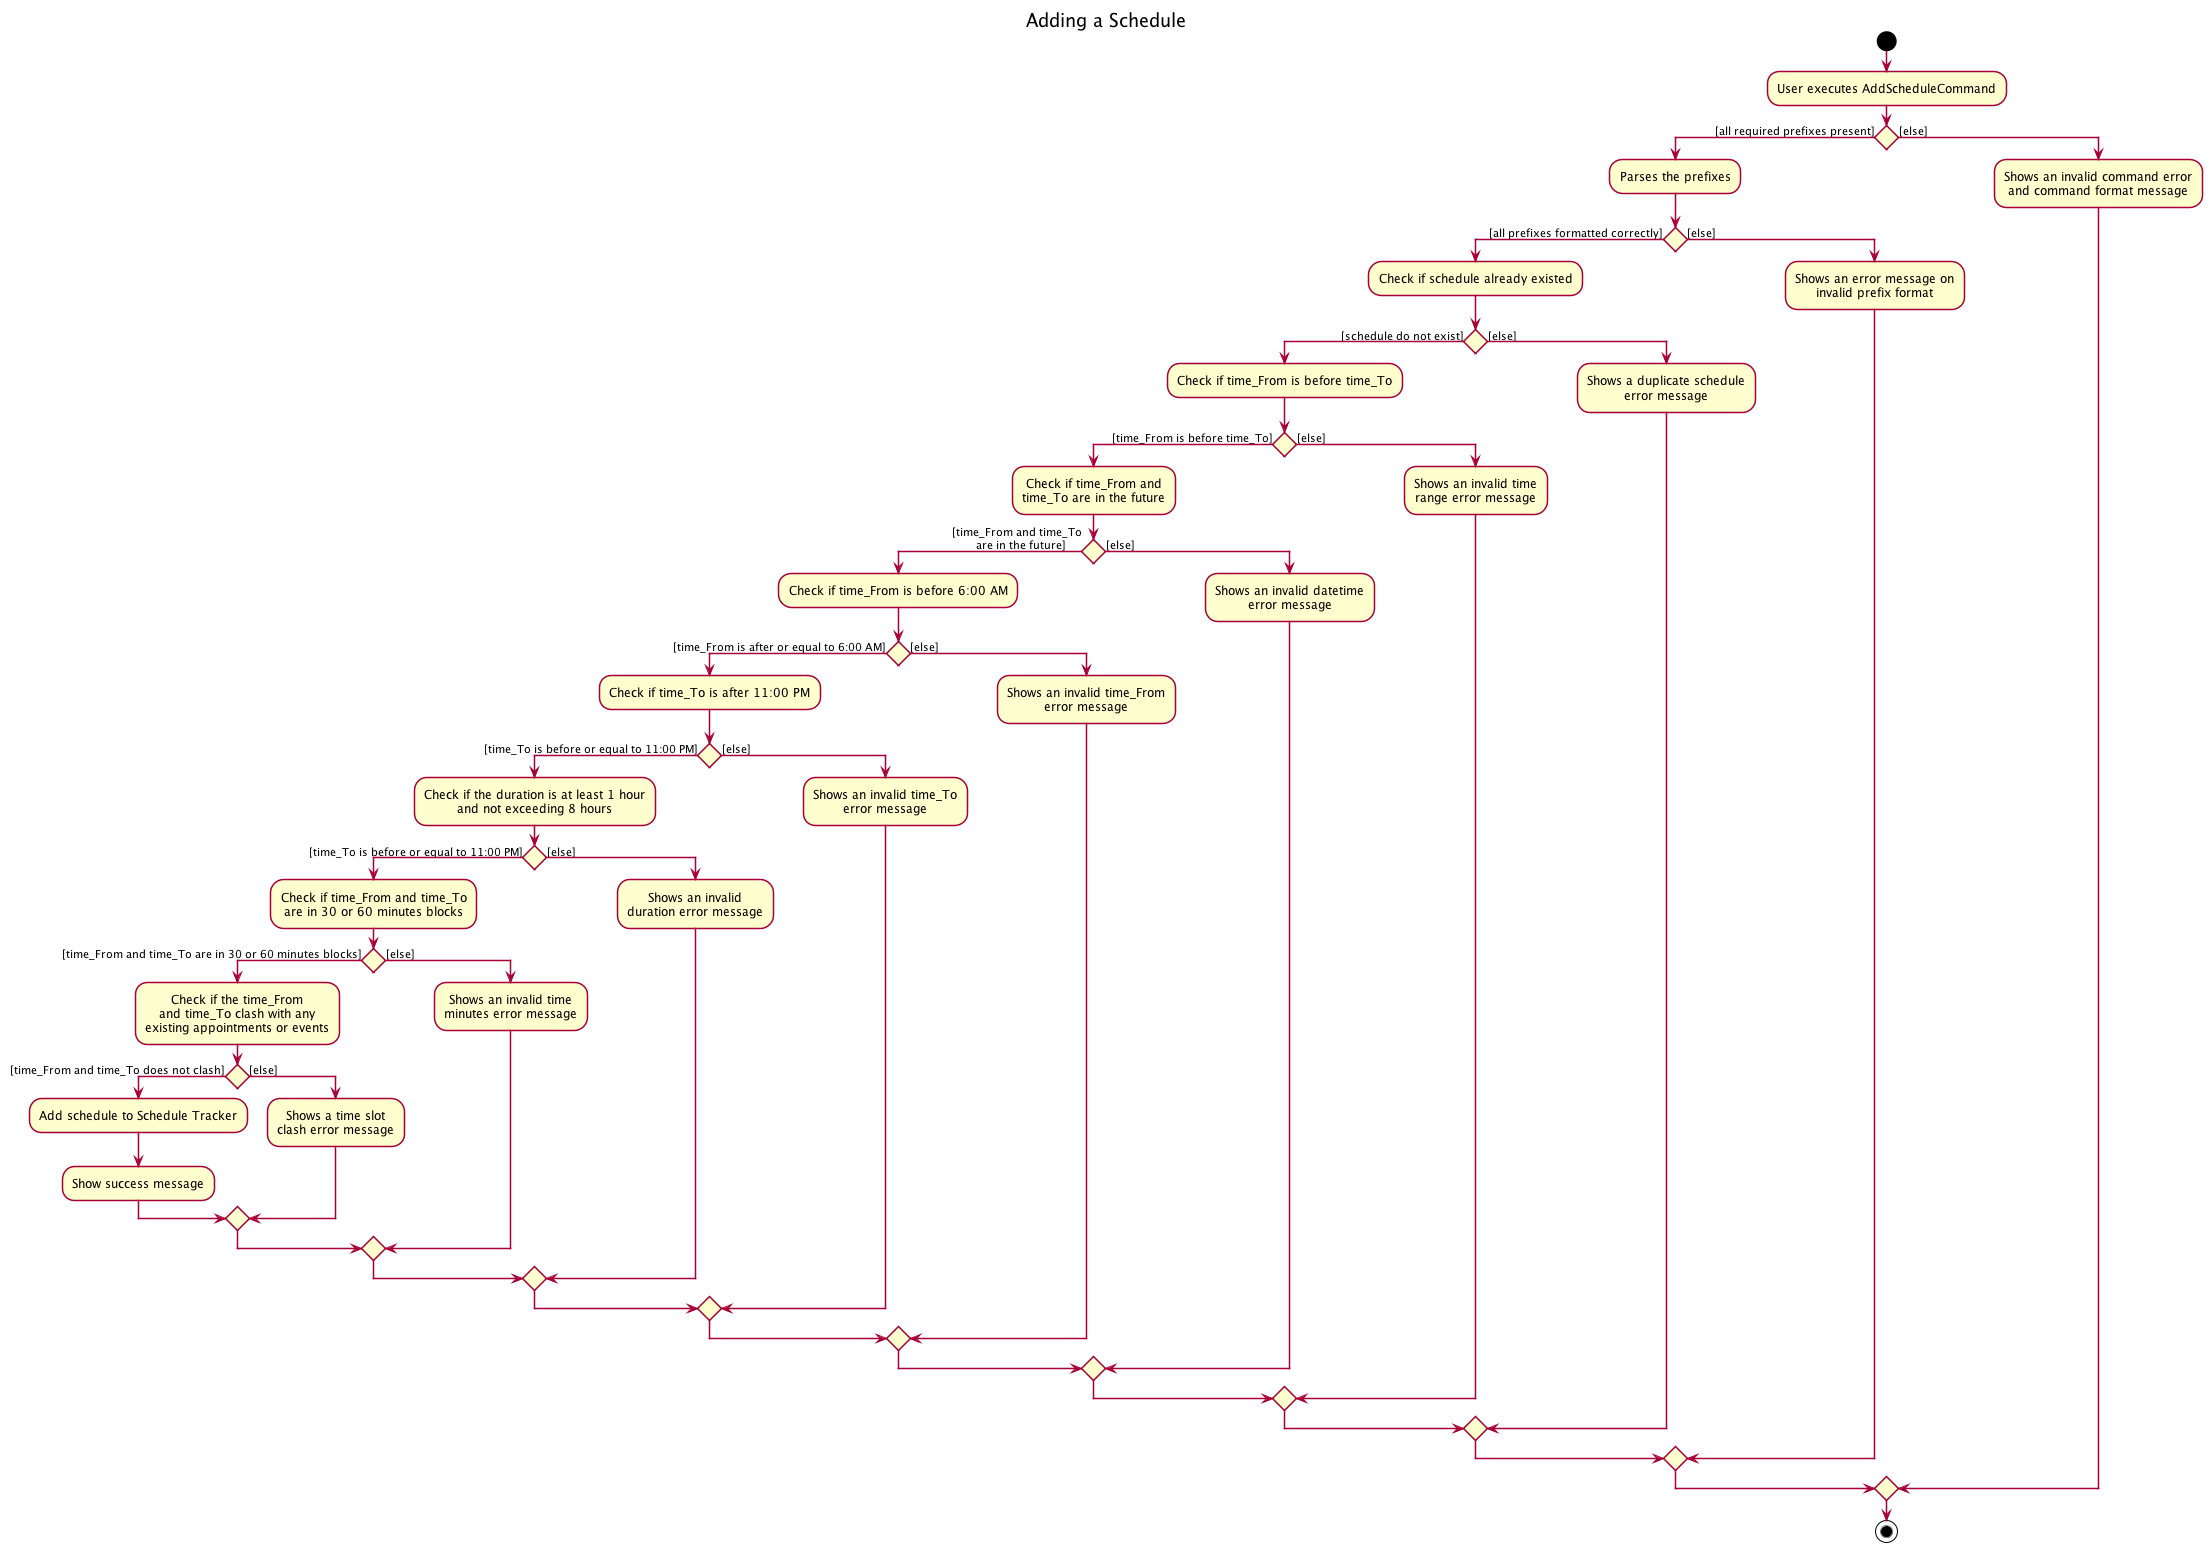 Adding a Schedule
User executes AddScheduleCommand
[all required prefixes present]
[else]
Parses the prefixes
Shows an invalid command error
and command format message
[all prefixes formatted correctly]
[else]
Check if schedule already existed
Shows an error message on
invalid prefix format
[schedule do not exist]
[else]
Check if time_From is before time_To
Shows a duplicate schedule
error message
[time_From is before time_To]
[else]
Check if time_From and
time_To are in the future
Shows an invalid time
range error message
[time_From and time_To
are in the future]
[else]
Check if time_From is before 6:00 AM
Shows an invalid datetime
error message
[time_From is after or equal to 6:00 AM]
[else]
Check if time_To is after 11:00 PM
Shows an invalid time_From
error message
[time_To is before or equal to 11:00 PM]
[else]
Check if the duration is at least 1 hour
and not exceeding 8 hours
Shows an invalid time_To
error message
[time_To is before or equal to 11:00 PM]
[else]
Check if time_From and time_To
are in 30 or 60 minutes blocks
Shows an invalid
duration error message
[time_From and time_To are in 30 or 60 minutes blocks]
[else]
Check if the time_From
and time_To clash with any
existing appointments or events
Shows an invalid time
minutes error message
[time_From and time_To does not clash]
[else]
Add schedule to Schedule Tracker
Shows a time slot
clash error message
Show success message